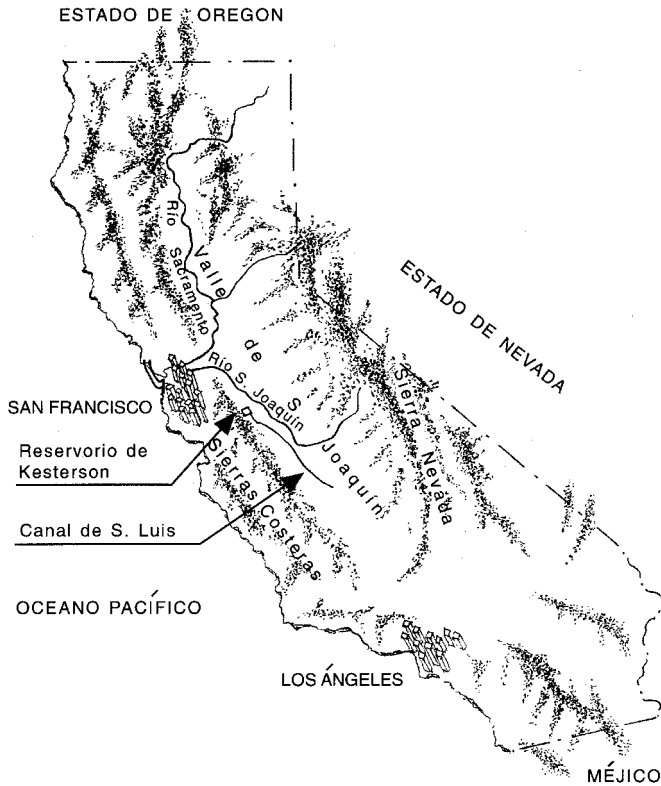 ESTADO DE OREGON
Río Sacramento
Valle de S. Joaquín
ESTADO DE NEVADA
Río S. Joaquín
Sierra Nevada
SAN FRANCISCO
Reservorio de
Kesterson
Sierras Costeras
Canal de S. Luis
OCEANO PACÍFICO
LOS ÁNGELES
MÉJICO